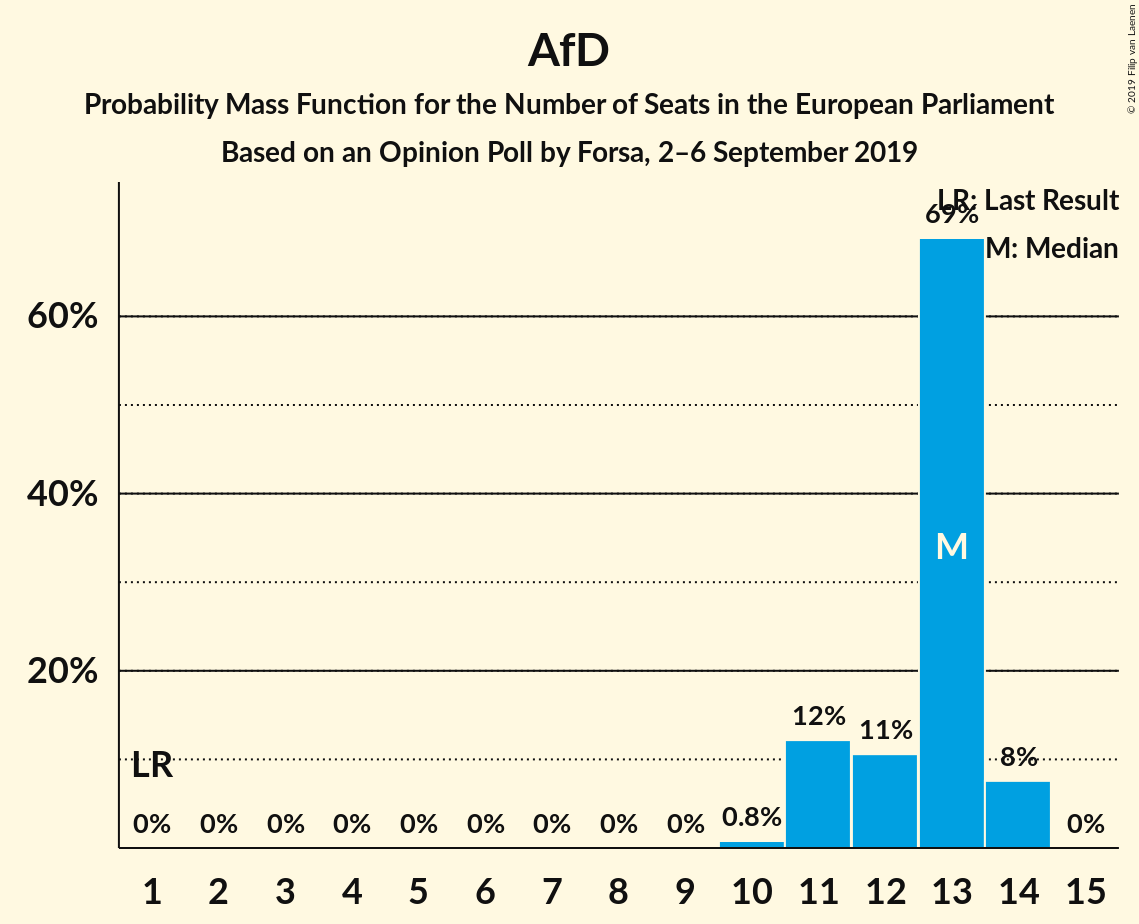 AfD
Probability Mass Function for the Number of Seats in the European Parliament
Based on an Opinion Poll by Forsa, 2–6 September 2019
© 2019 Filip van Laenen
LR: Last Result
M: Median
69%
60%
40%
M
20%
12%
11%
8%
LR
0% 0% 0% 0% 0% 0% 0% 0% 0% 0.8% 0%
1 2 3 4 5 6 7 8 9 10 11 12 13 14 15